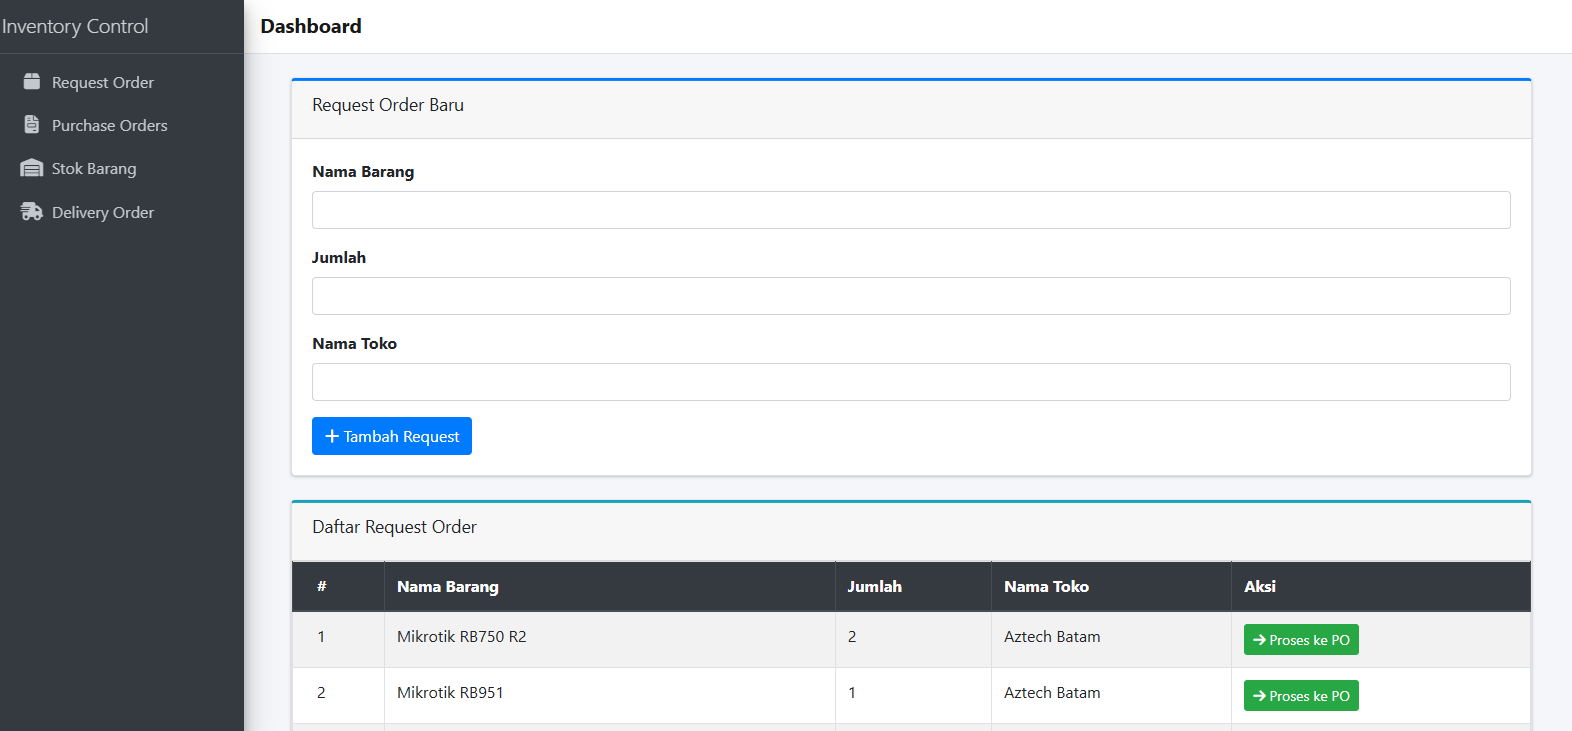 Inventory Control
Dashboard
Request Order
Purchase Orders
Stok Barang
Delivery Order
Request Order Baru
Nama Barang
Jumlah
Nama Toko
Tambah Request
Daftar Request Order
# Nama Barang Jumlah Nama Toko Aksi
1 Mikrotik RB750 R2 2 Aztech Batam Proses ke PO
2 Mikrotik RB951 1 Aztech Batam Proses ke PO